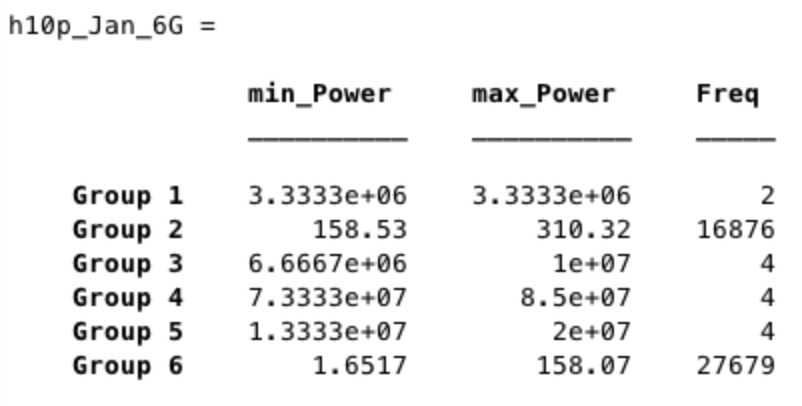 h10p_Jan_6G =
min_Power max_Power Freq
Group 1 3.3333e+06 3.3333e+06 2
Group 2 158.53 310.32 16876
Group 3 6.6667e+06 1e+07 4
Group 4 7.3333e+07 8.5e+07 4
Group 5 1.3333e+07 2e+07 4
Group 6 1.6517 158.07 27679